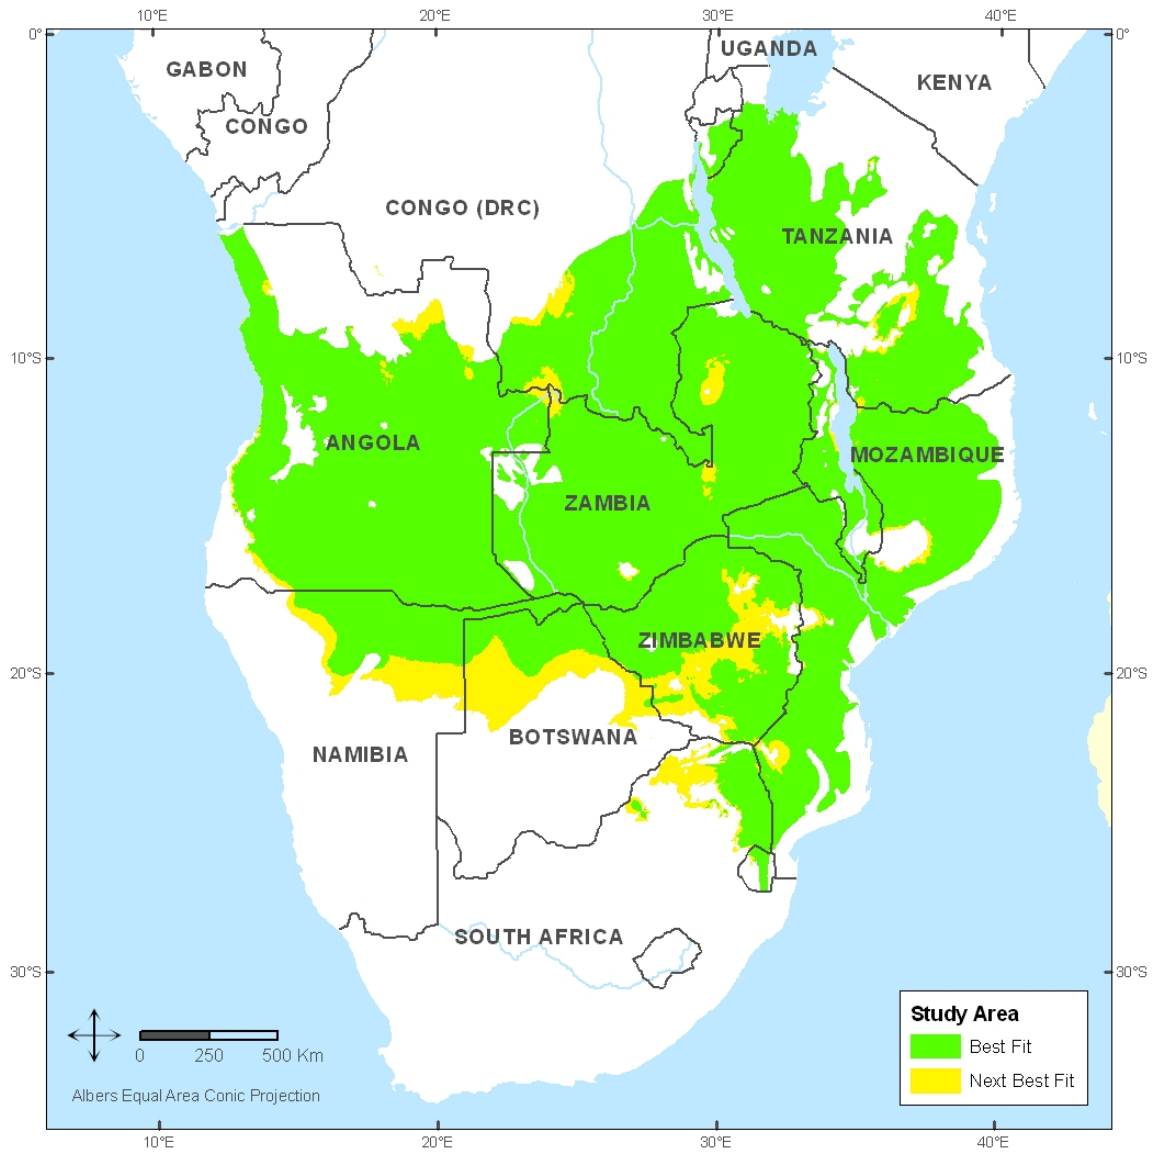 10°E 20°E 30°E 40°E
0° 0°
UGANDA
GABON
KENYA
CONGO
CONGO (DRC)
TANZANIA
10°S 10°S
ANGOLA
MOZAMBIQUE
ZAMBIA
ZIMBABWE
20°S 20°S
BOTSWANA
NAMIBIA
SOUTH AFRICA
30°S 30°S
Study Area
Best Fit
Next Best Fit
0 250 500 Km
Albers Equal Area Conic Projection
10°E 20°E 30°E 40°E